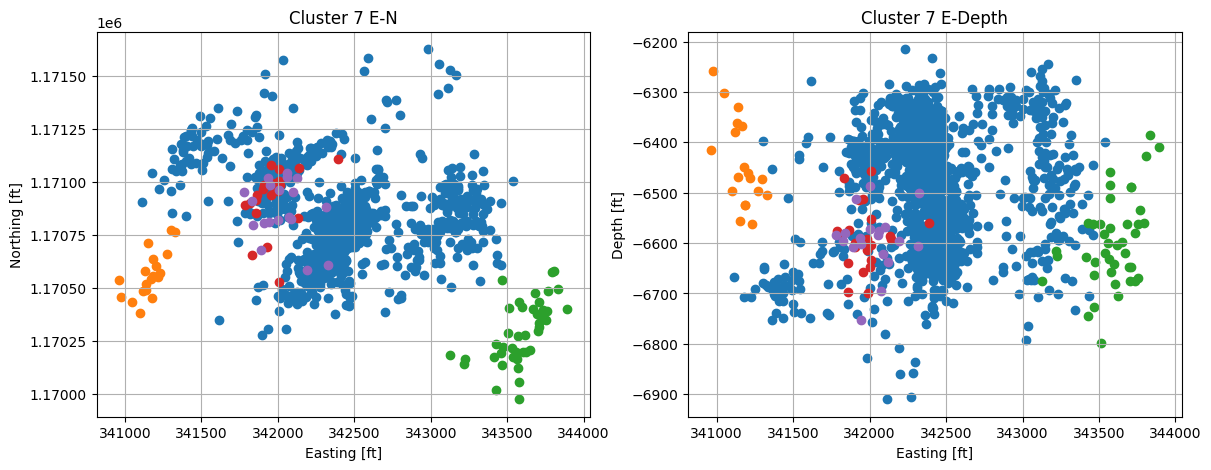 Cluster 7 E-N
1e6
1.17150
1.17125
1.17100
1.17075
1.17050
1.17025
1.17000
Northing [ft]
341000 341500 342000 342500 343000 343500 344000
Easting [ft]
Cluster 7 E-Depth
−6200
−6300
−6400
−6500
−6600
−6700
−6800
−6900
Depth [ft]
341000 341500 342000 342500 343000 343500 344000
Easting [ft]